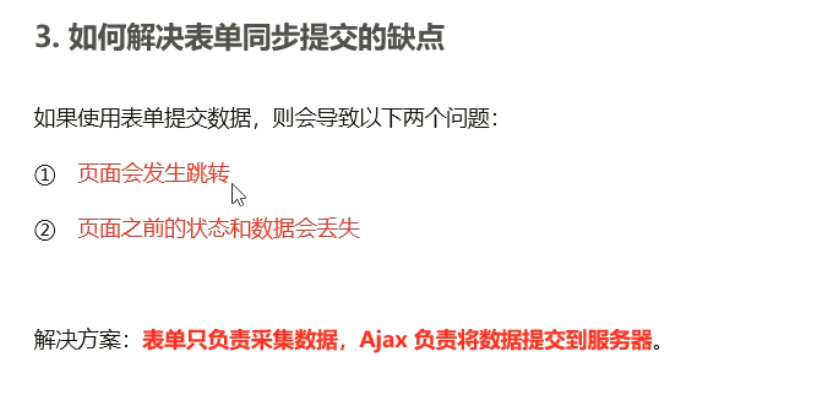 3. 如何解决表单同步提交的缺点
如果使用表单提交数据，则会导致以下两个问题：
① 页面会发生跳转
② 页面之前的状态和数据会丢失
解决方案：表单只负责采集数据，Ajax 负责将数据提交到服务器。